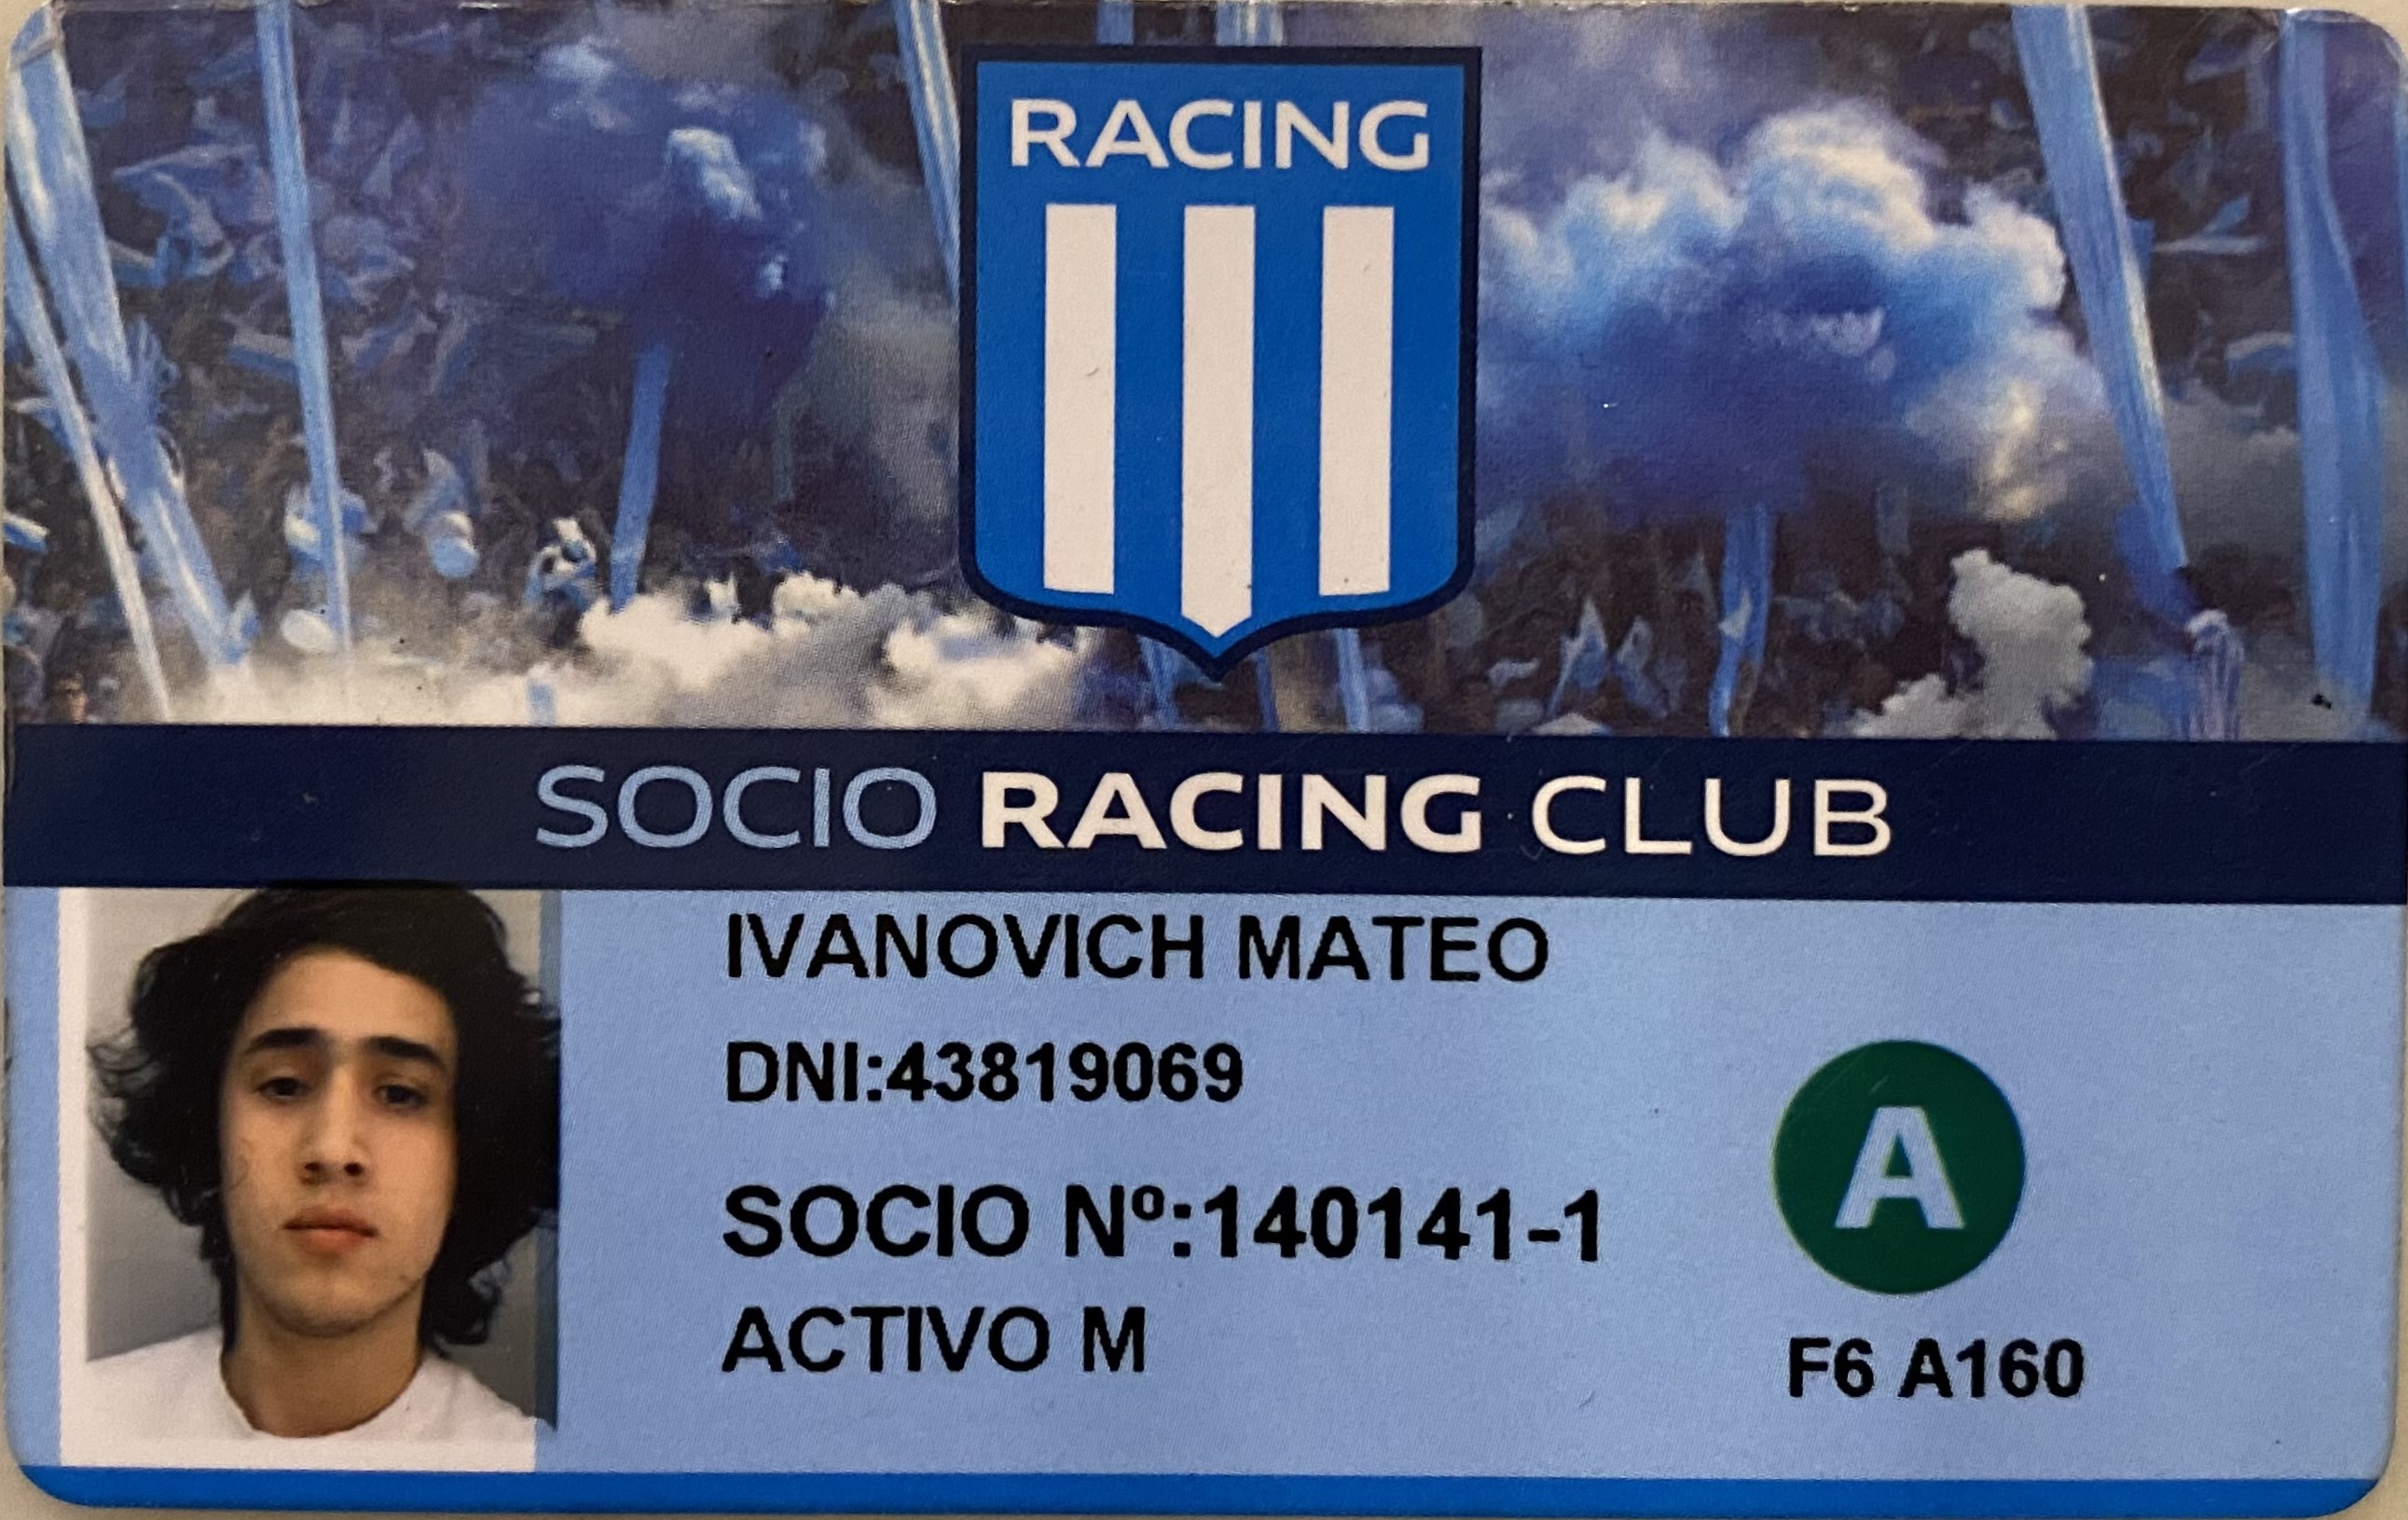 RACING
SOCIO RACING CLUB
IVANOVICH MATEO
DNI:43819069
SOCIO Nº:140141-1
ACTIVO M
A
F6 A160